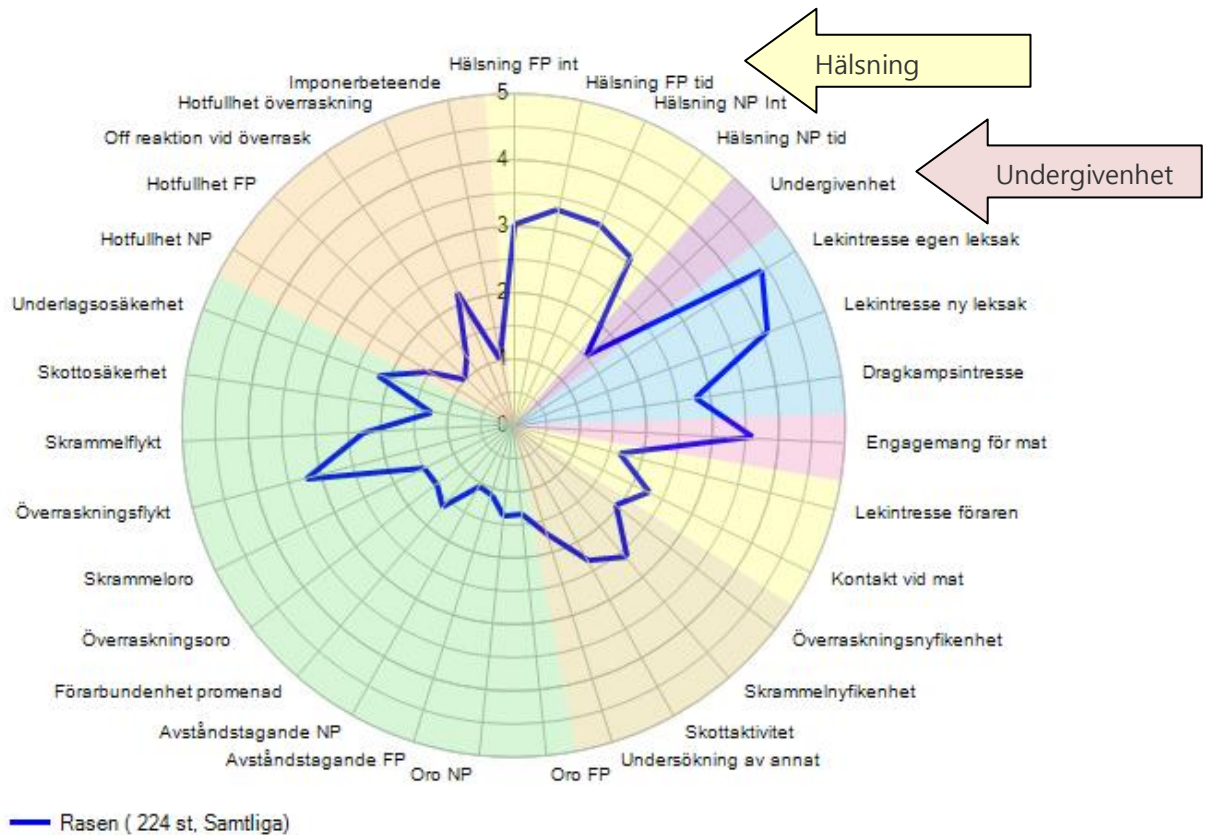 Hälsning
Undergivenhet
Hälsning FP int
Hälsning FP tid
Hälsning NP Int
Hälsning NP tid
Undergivenhet
Lekintresse egen leksak
Lekintresse ny leksak
Dragkampsintresse
Engagemang för mat
Lekintresse föraren
Kontakt vid mat
Överraskningsnyfikenhet
Skrammelnyfikenhet
Skottaktivitet
Undersökning av annat
Oro FP
Oro NP
Avståndstagande FP
Avståndstagande NP
Förarbundenhet promenad
Överraskningsoro
Skrammeloro
Överraskningsflykt
Skrammelflykt
Skottosäkerhet
Underlagsosäkerhet
Hotfullhet NP
Hotfullhet FP
Off reaktion vid överrask
Hotfullhet överraskning
Imponerbeteende
5
4
3
2
1
0
Rasen ( 224 st, Samtliga)